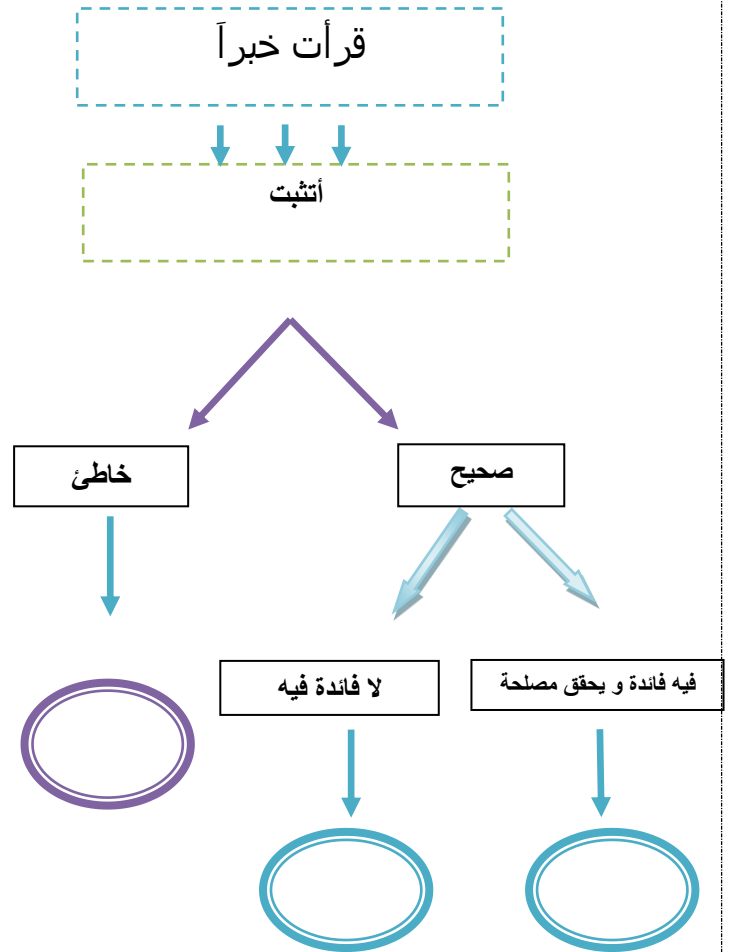 قرأت خبراَ
أتثبت
صحيح
خاطئ
فيه فائدة و يحقق مصلحة
لا فائدة فيه